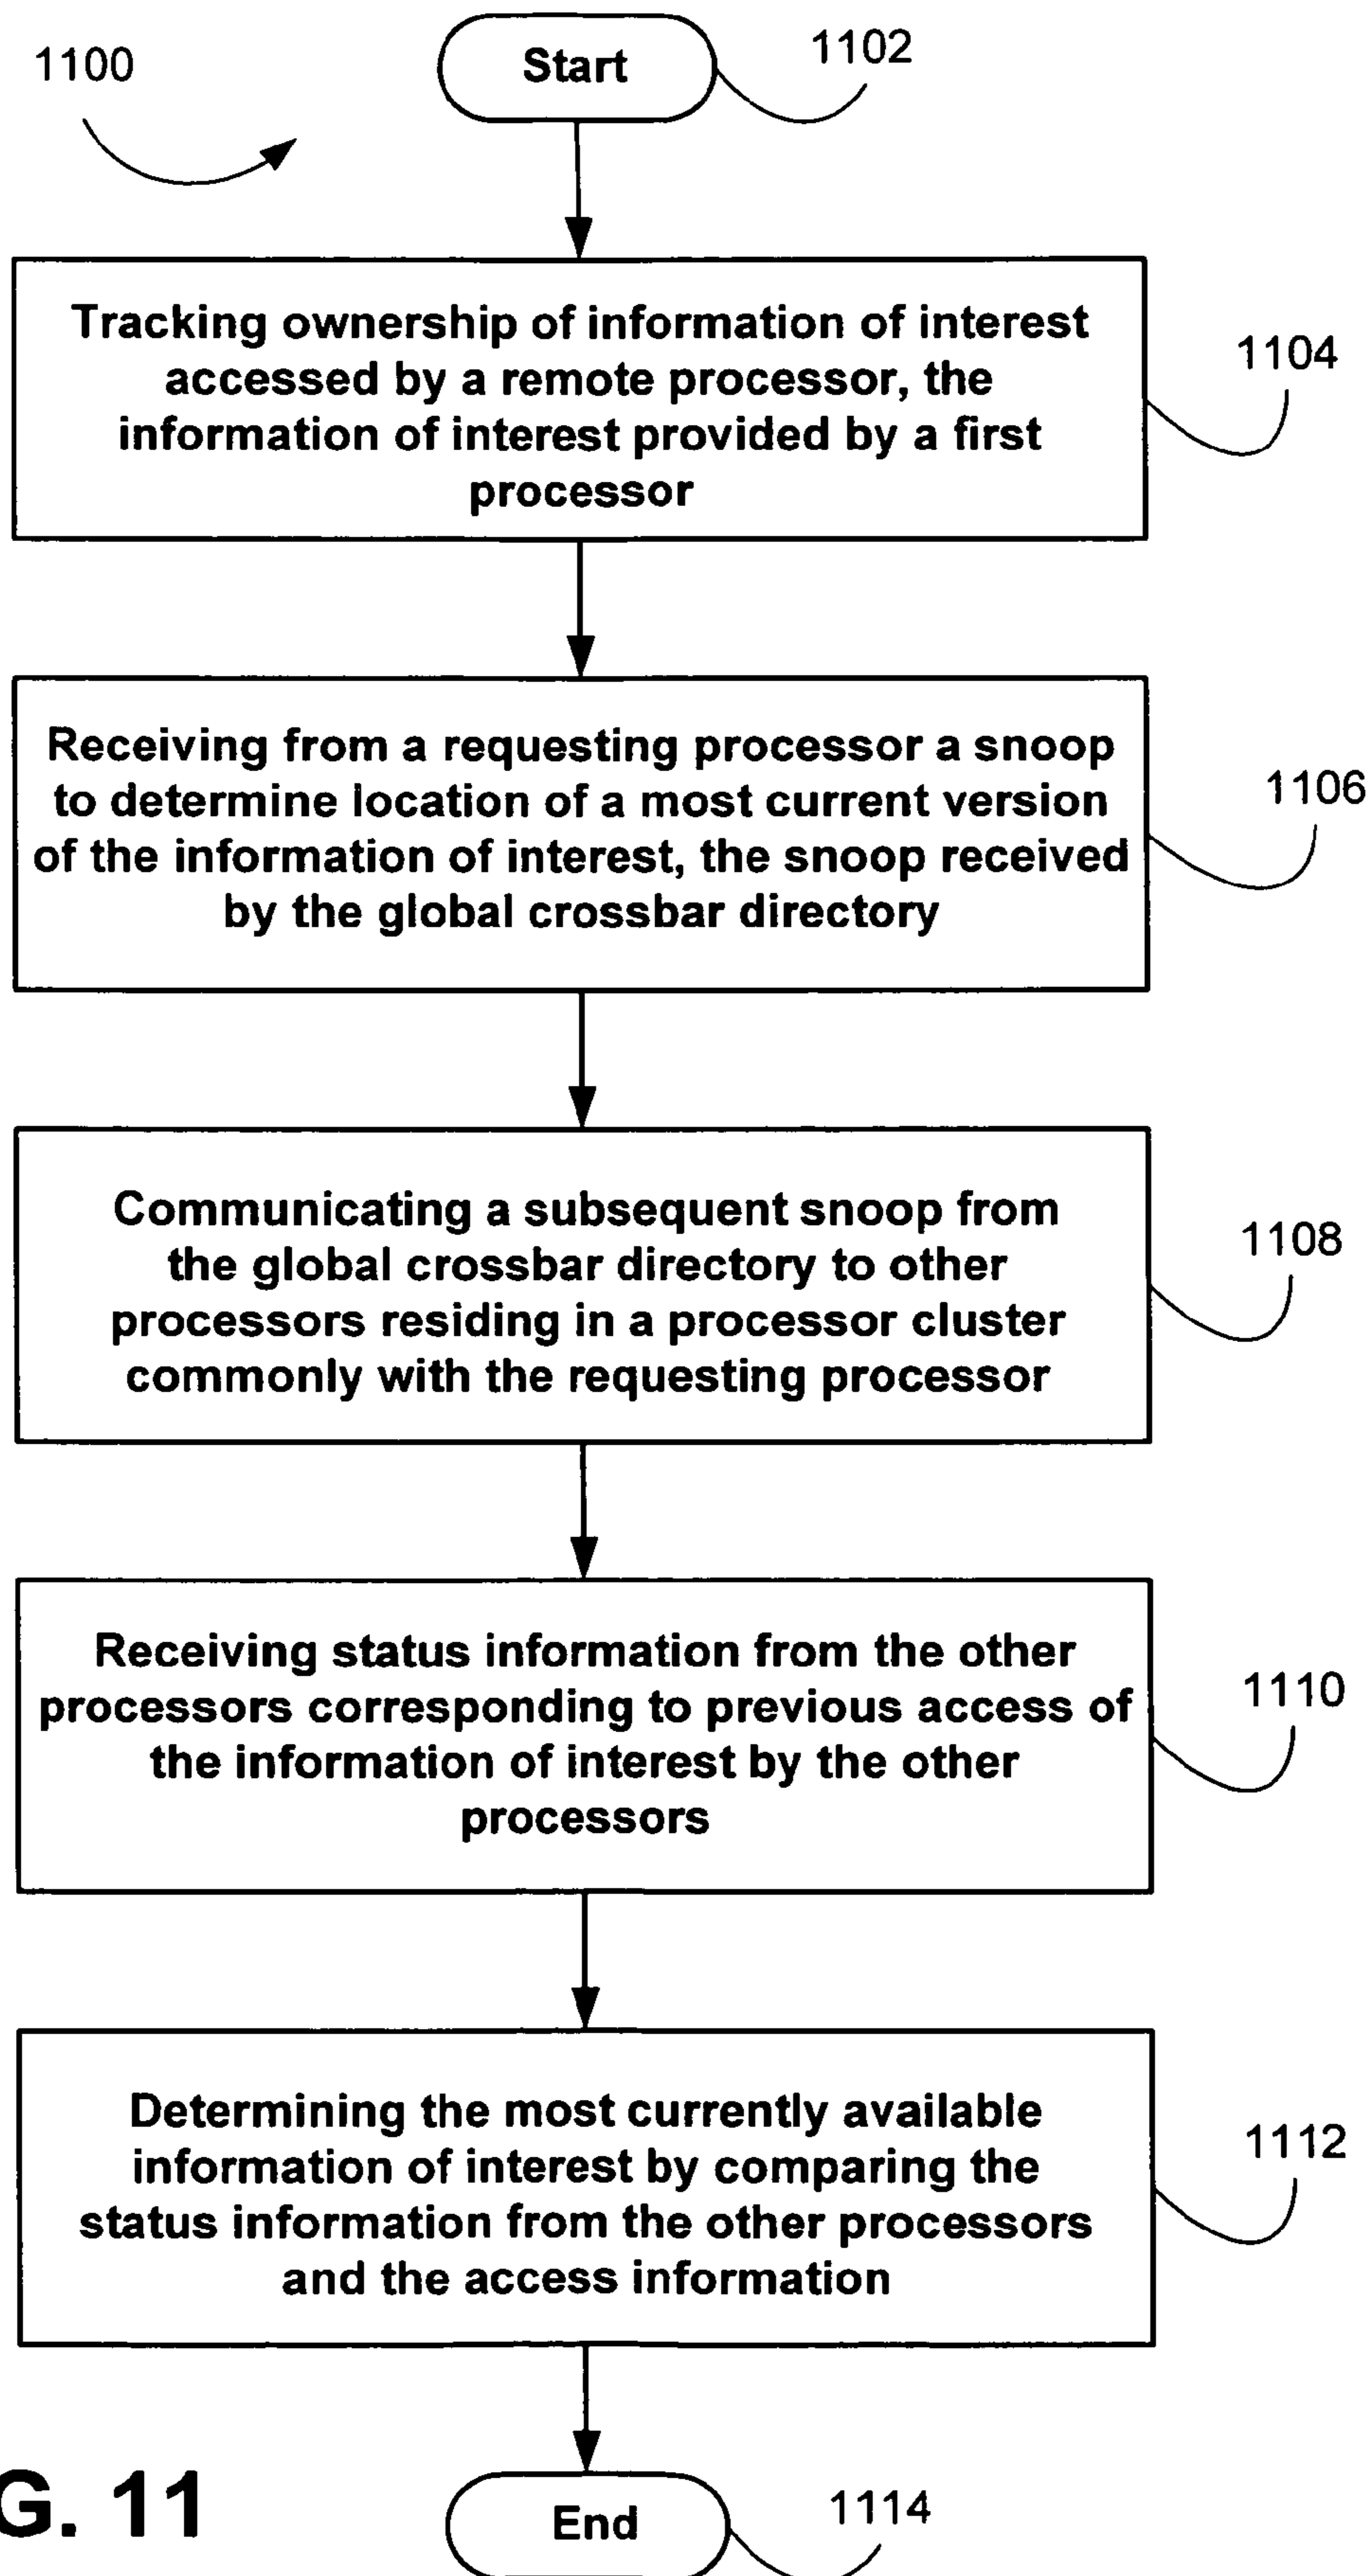 1100
Start
1102
Tracking ownership of information of interest
accessed by a remote processor, the
information of interest provided by a first
processor
1104
Receiving from a requesting processor a snoop
to determine location of a most current version
of the information of interest, the snoop received
by the global crossbar directory
1106
Communicating a subsequent snoop from
the global crossbar directory to other
processors residing in a processor cluster
commonly with the requesting processor
1108
Receiving status information from the other
processors corresponding to previous access of
the information of interest by the other
processors
1110
Determining the most currently available
information of interest by comparing the
status information from the other processors
and the access information
1112
G. 11
End
1114